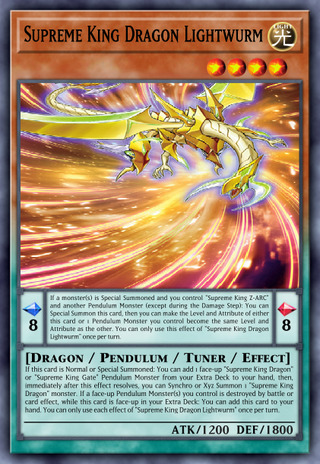 Supreme King Dragon Lightwurm
LIGHT
光
If a monster(s) is Special Summoned and you control "Supreme King Z-ARC"
and another Pendulum Monster (except during the Damage Step): You can
Special Summon this card, then you can make the Level and Attribute of either
this card or 1 Pendulum Monster you control become the same Level and
Attribute as the other. You can only use this effect of "Supreme King Dragon
Lightwurm" once per turn.
8
8
[Dragon / Pendulum / Tuner / Effect]
If this card is Normal or Special Summoned: You can add 1 face-up "Supreme King Dragon"
or "Supreme King Gate" Pendulum Monster from your Extra Deck to your hand, then,
immediately after this effect resolves, you can Synchro or Xyz Summon 1 "Supreme King
Dragon" monster. If a face-up Pendulum Monster(s) you control is destroyed by battle or
card effect, while this card is face-up in your Extra Deck: You can add this card to your
hand. You can only use each effect of "Supreme King Dragon Lightwurm" once per turn.
ATK/1200 DEF/1800